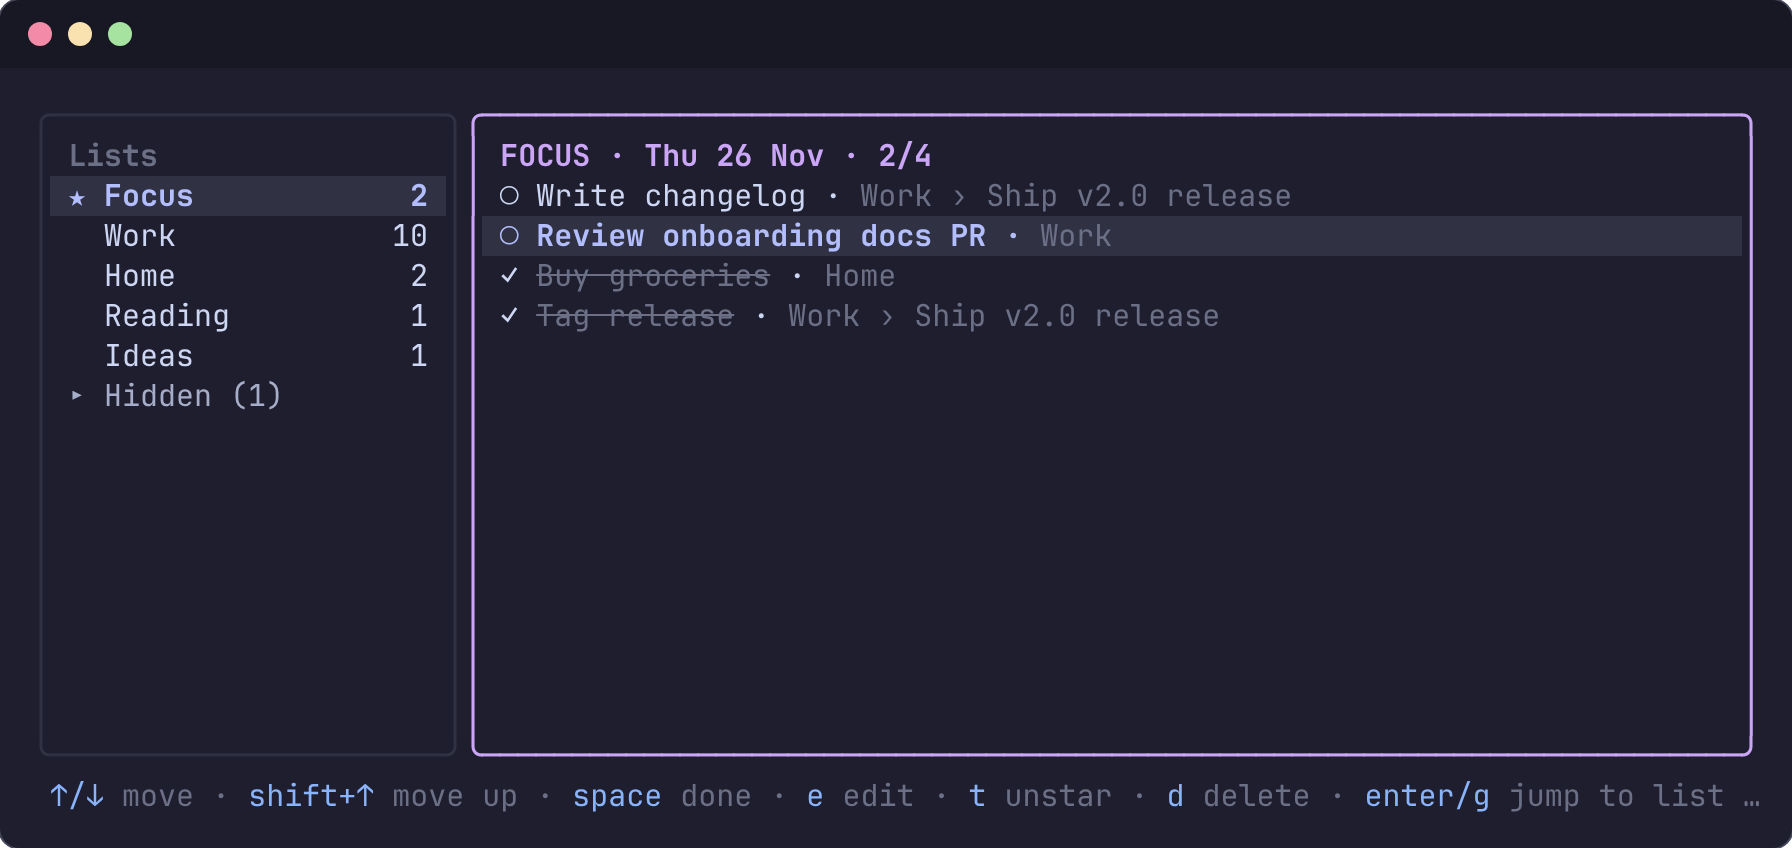 Lists
★ Focus 2
Work 10
Home 2
Reading 1
Ideas 1
▸ Hidden (1)
FOCUS · Thu 26 Nov · 2/4
○ Write changelog · Work › Ship v2.0 release
○ Review onboarding docs PR · Work
✓ Buy groceries · Home
✓ Tag release · Work › Ship v2.0 release
↑/↓ move · shift+↑ move up · space done · e edit · t unstar · d delete · enter/g jump to list …